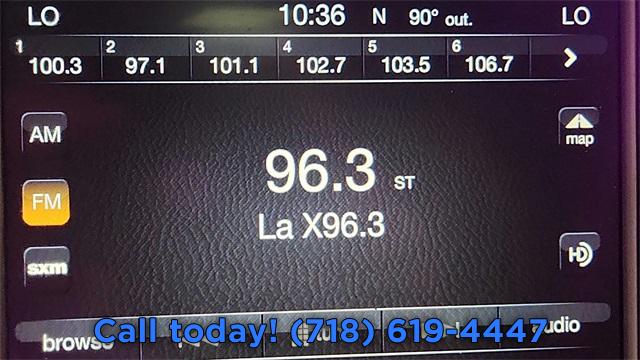 LO 10:36 N 90° out. LO
1 2 3 4 5 6
100.3 97.1 101.1 102.7 103.5 106.7 >
AM
map
96.3 ST
FM
La X96.3
sxm
HD
browse audio
Call today! (718) 619-4447